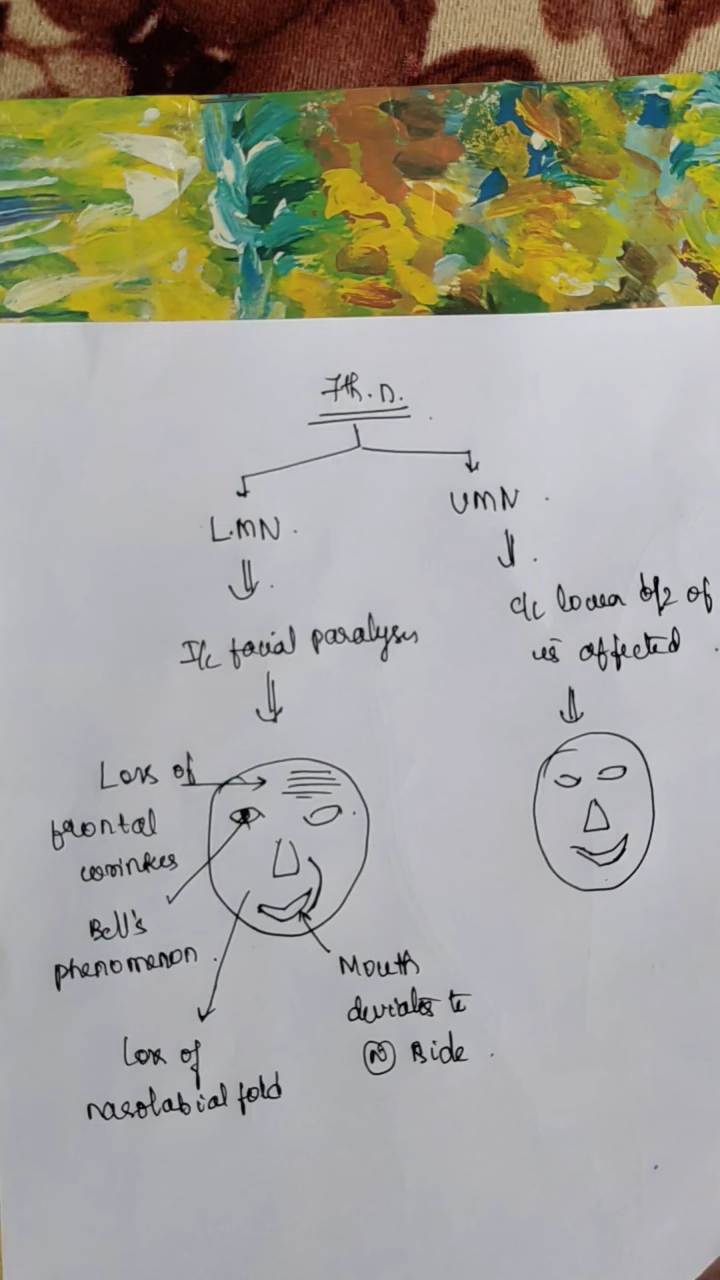 7th. n.
LMN.
UMN.
I/c facial paralysis
c/c lower 1/2 of
is affected
Loss of
frontal
wrinkes
Bell's
phenomenon.
Mouth
deviates to
N side.
Loss of
nasolabial fold